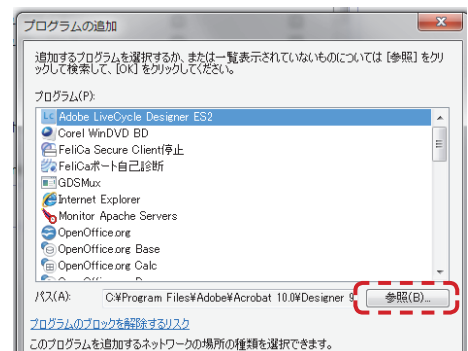 プログラムの追加
追加するプログラムを選択するか、または一覧表示されていないものについては [参照] をクリ
ックして検索して、[OK] をクリックしてください。
プログラム(P):
Lc Adobe LiveCycle Designer ES2
Corel WinDVD BD
FeliCa Secure Client停止
FeliCaポート自己診断
GDSMux
Internet Explorer
Monitor Apache Servers
OpenOffice.org
OpenOffice.org Base
OpenOffice.org Calc
パス(A):
C:¥Program Files¥Adobe¥Acrobat 10.0¥Designer 9
参照(B)...
プログラムのブロックを解除するリスク
このプログラムを追加するネットワークの場所の種類を選択できます。